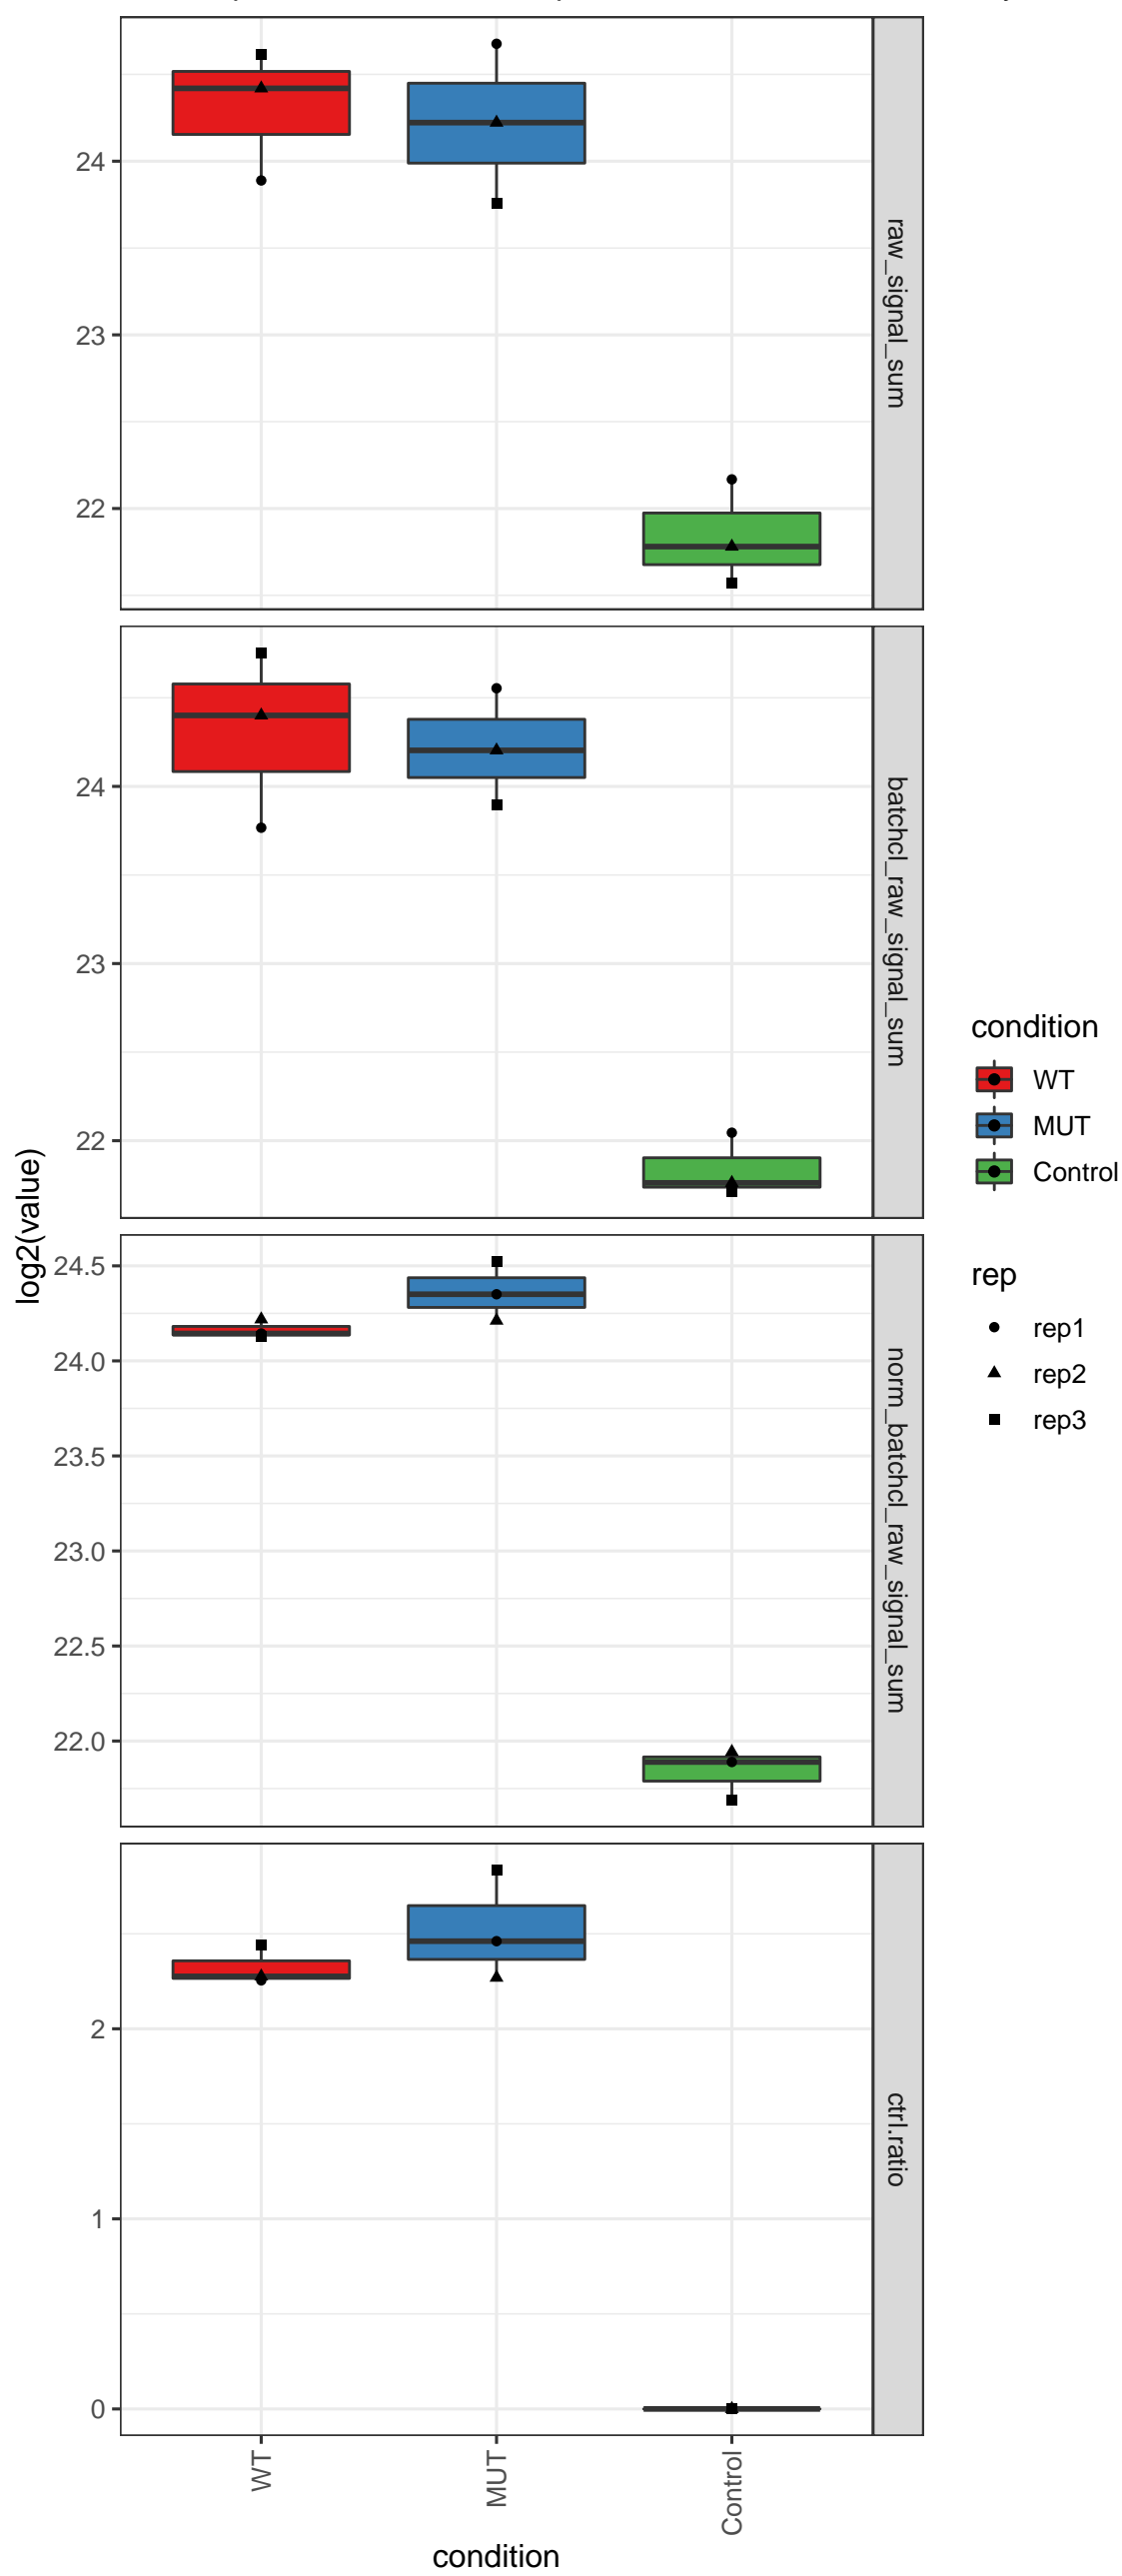 24
23
22
raw_signal_sum
24
23
22
batchcl_raw_signal_sum
24.5
24.0
23.5
23.0
22.5
22.0
norm_batchcl_raw_signal_sum
2
1
0
ctrl.ratio
WT
MUT
Control
condition
log2(value)
condition
WT
MUT
Control
rep
rep1
rep2
rep3